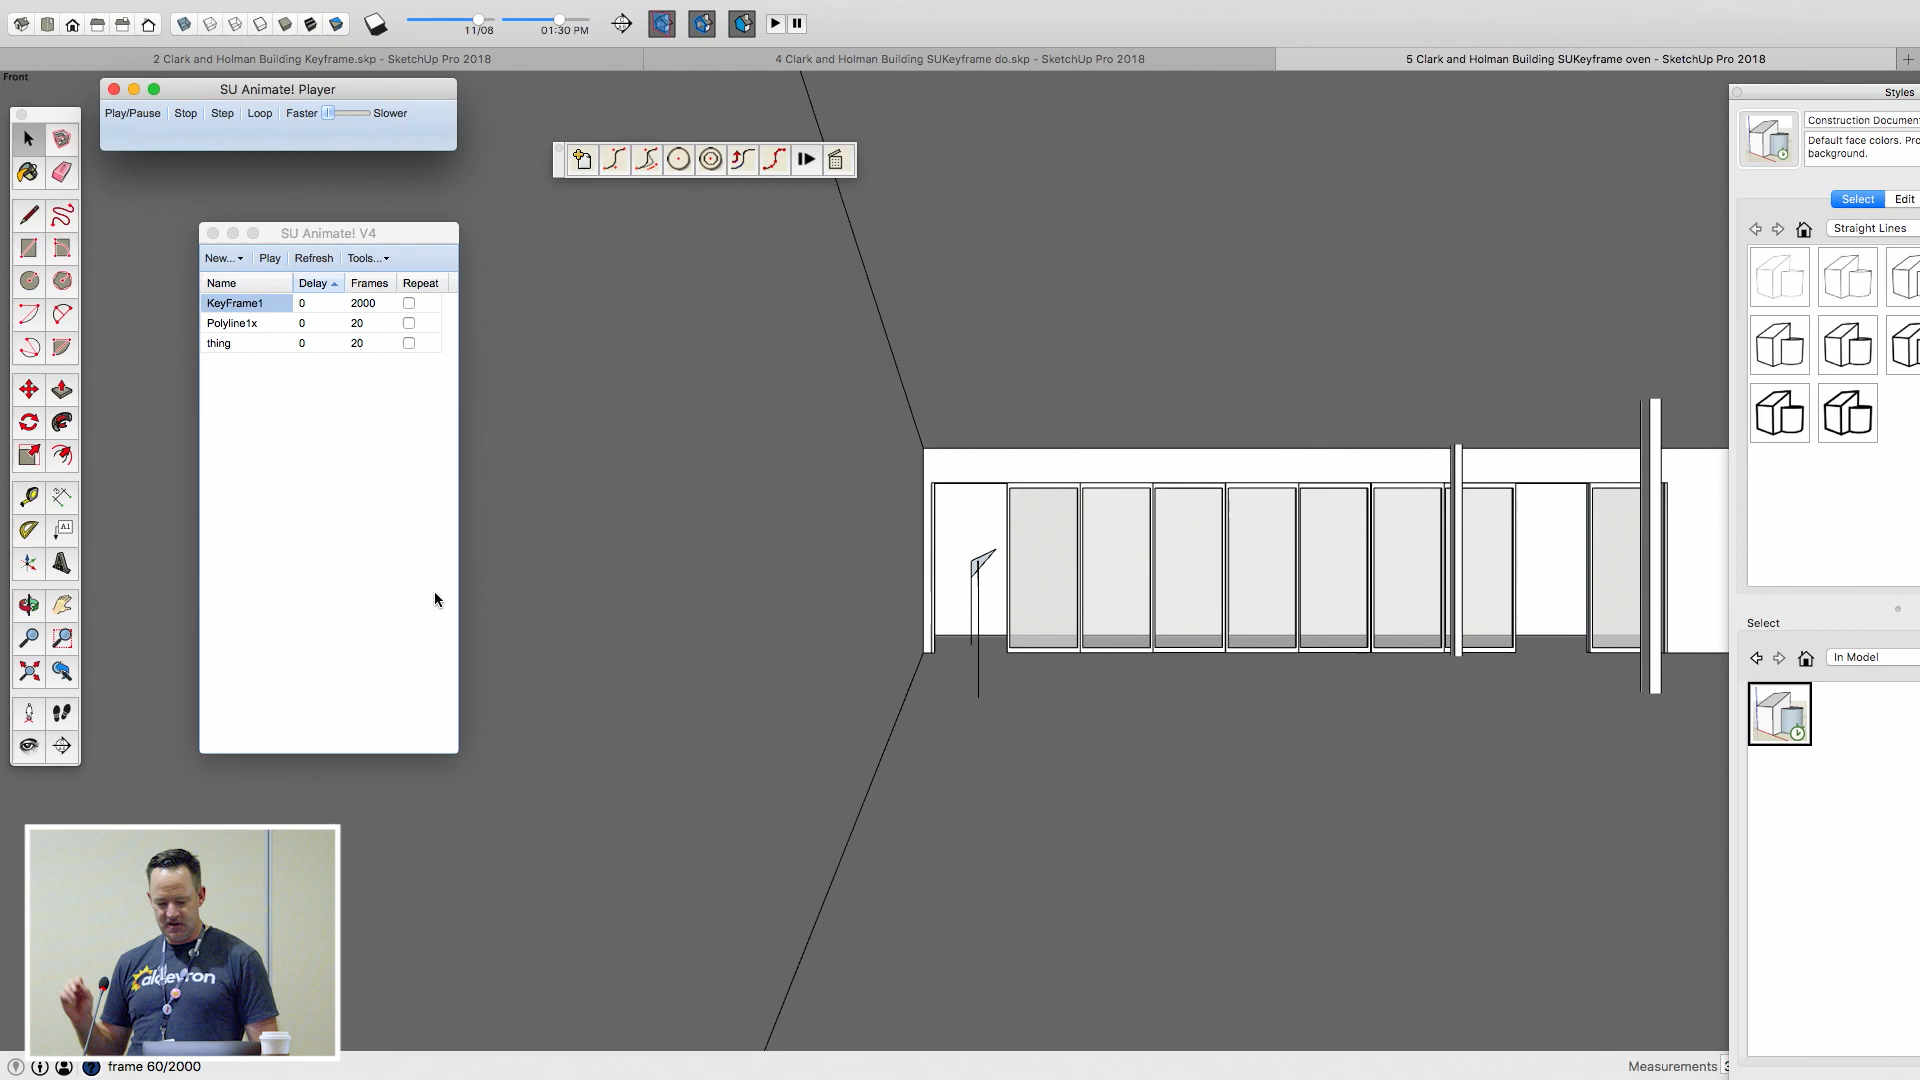 11/08
01:30 PM
2 Clark and Holman Building Keyframe.skp - SketchUp Pro 2018
4 Clark and Holman Building SUKeyframe do.skp - SketchUp Pro 2018
5 Clark and Holman Building SUKeyframe oven - SketchUp Pro 2018
Front
SU Animate! Player
Play/Pause Stop Step Loop Faster Slower
Styles
Construction Document
Default face colors. Pro
background.
Select Edit
Straight Lines
SU Animate! V4
New... Play Refresh Tools...
Name Delay Frames Repeat
KeyFrame1 0 2000
Polyline1x 0 20
thing 0 20
A1
Select
In Model
frame 60/2000
Measurements